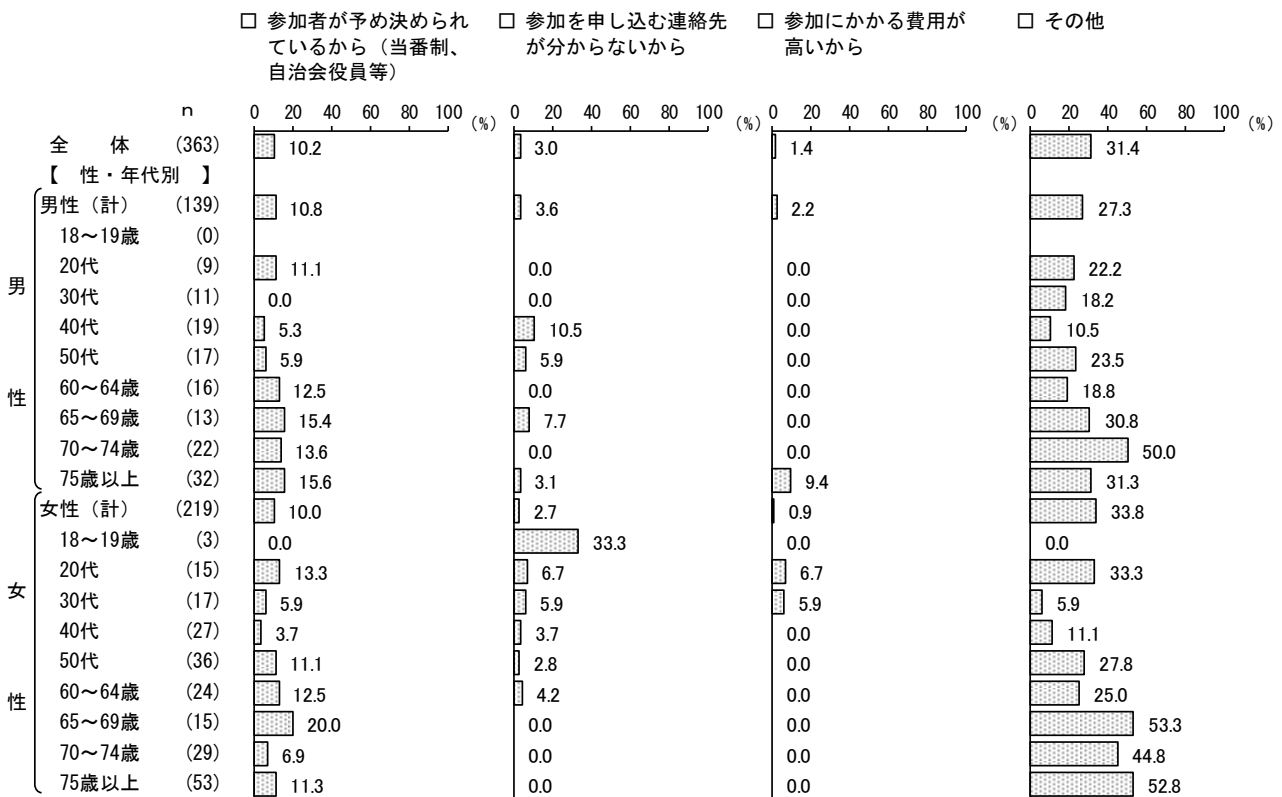 □ 参加者が予め決められ
ているから（当番制、
自治会役員等）
□ 参加を申し込む連絡先
が分からないから
□ 参加にかかる費用が
高いから
□ その他
n 0 20 40 60 80 100 (%) 0 20 40 60 80 100 (%) 0 20 40 60 80 100 (%) 0 20 40 60 80 100 (%)
全　体 (363) 10.2 3.0 1.4 31.4
【　性・年代別　】
男性
男性（計） (139) 10.8 3.6 2.2 27.3
18～19歳 (0)
20代 (9) 11.1 0.0 0.0 22.2
30代 (11) 0.0 0.0 0.0 18.2
40代 (19) 5.3 10.5 0.0 10.5
50代 (17) 5.9 5.9 0.0 23.5
60～64歳 (16) 12.5 0.0 0.0 18.8
65～69歳 (13) 15.4 7.7 0.0 30.8
70～74歳 (22) 13.6 0.0 0.0 50.0
75歳以上 (32) 15.6 3.1 9.4 31.3
女性
女性（計） (219) 10.0 2.7 0.9 33.8
18～19歳 (3) 0.0 33.3 0.0 0.0
20代 (15) 13.3 6.7 6.7 33.3
30代 (17) 5.9 5.9 5.9 5.9
40代 (27) 3.7 3.7 0.0 11.1
50代 (36) 11.1 2.8 0.0 27.8
60～64歳 (24) 12.5 4.2 0.0 25.0
65～69歳 (15) 20.0 0.0 0.0 53.3
70～74歳 (29) 6.9 0.0 0.0 44.8
75歳以上 (53) 11.3 0.0 0.0 52.8